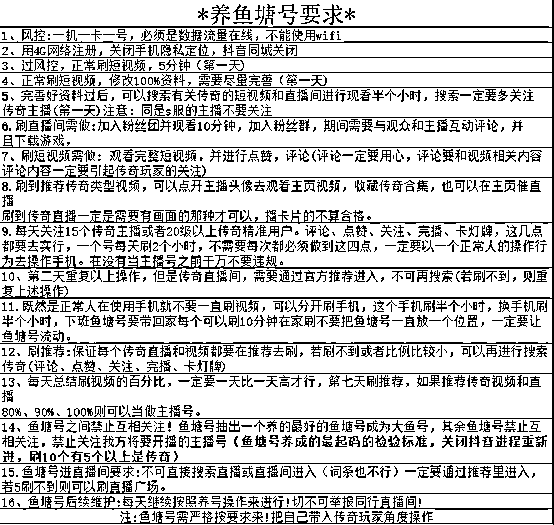 *养鱼塘号要求*
1、风控:一机一卡一号，必须是数据流量在线，不能使用wifi
2、用4G网络注册，关闭手机隐私定位，抖音同城关闭
3、过风控，正常刷短视频，5分钟（第一天）
4、正常刷短视频，修改100%资料，需要尽量完善（第一天）
5、完善好资料过后，可以搜索有关传奇的短视频和直播间进行观看半个小时，搜索一定要多关注
传奇主播(第一天)注意：同是s服的主播不要关注
6.刷直播间需做:加入粉丝团并观看10分钟，加入粉丝群，期间需要与观众和主播互动评论，并
且下载游戏，
7、刷短视频需做：观看完整短视频，并进行点赞，评论(评论一定要用心，评论要和视频相关内容
评论内容一定要引起传奇玩家的关注)
8.刷到推荐传奇类型视频，可以点开主播头像去观看主页视频，收藏传奇合集，也可以在主页催直
播
刷到传奇直播一定是需要有画面的那种才可以，播卡片的不算合格。
9.每天关注15个传奇主播或者20级以上传奇精准用户。评论、点赞、关注、完播、卡灯牌，这几点
都要去实行，一个号每天刷2个小时，不需要每次都必须做到这四点，一定要以一个正常人的操作行
为去操作手机。在没有当主播号之前千万不要违规。
10、第二天重复以上操作，但是传奇直播间，需要通过官方推荐进入，不可再搜索(若刷不到，则重
复上述操作)
11.既然是正常人在使用手机就不要一直刷视频，可以分开刷手机，这个手机刷半个小时，换手机刷
半个小时，下班鱼塘号要带回家每个可以刷10分钟在家刷不要把鱼塘号一直放一个位置，一定要让
鱼塘号流动。
12、刷推荐:保证每个传奇直播和视频都要在推荐去刷，若刷不到或者比例比较小，可以再进行搜索
传奇(评论、点赞、关注、完播、卡灯牌)
13、每天总结刷视频的百分比，一定要一天比一天高才行，第七天刷推荐，如果推荐传奇视频和直
播
80%、90%、100%则可以当做主播号。
14、鱼塘号之间禁止互相关注！鱼塘号抽出一个养的最好的鱼塘号成为大鱼号，其余鱼塘号禁止互
相关注，禁止关注我方将要开播的主播号（鱼塘号养成的最起码的检验标准，关闭抖音进程重新
进，刷10个有5个以上是传奇）
15.鱼塘号进直播间要求:不可直接搜索直播或直播间进入（词条也不行）一定要通过推荐里进入，
若5刷不到则可以刷直播广场。
16、鱼塘号后续维护:每天继续按照养号操作来进行!切不可举报同行直播间!
注:鱼塘号需严格按要求来!把自己带入传奇玩家角度操作